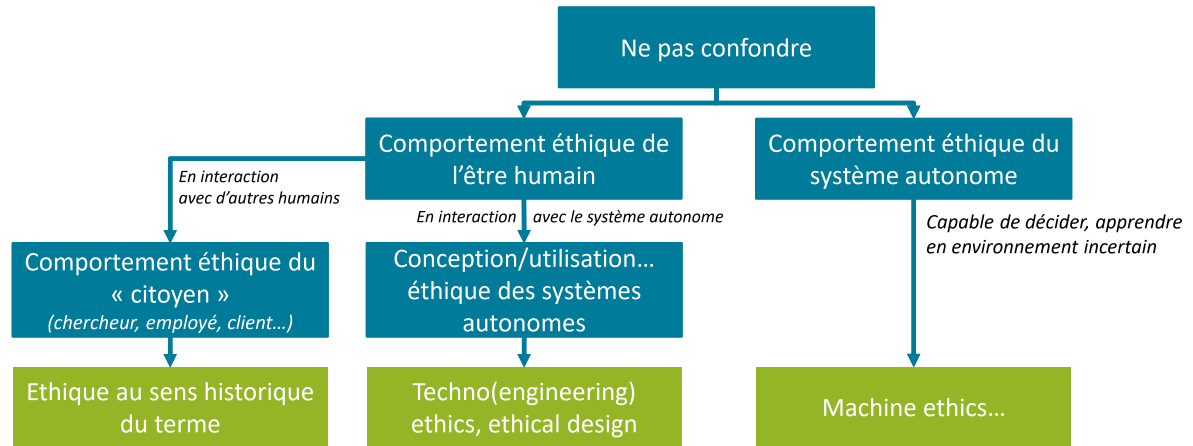 Ne pas confondre
Comportement éthique de
l’être humain
Comportement éthique du
système autonome
En interaction
avec d’autres humains
En interaction avec le système autonome
Capable de décider, apprendre
en environnement incertain
Comportement éthique du
« citoyen »
(chercheur, employé, client…)
Conception/utilisation…
éthique des systèmes
autonomes
Ethique au sens historique
du terme
Techno(engineering)
ethics, ethical design
Machine ethics…